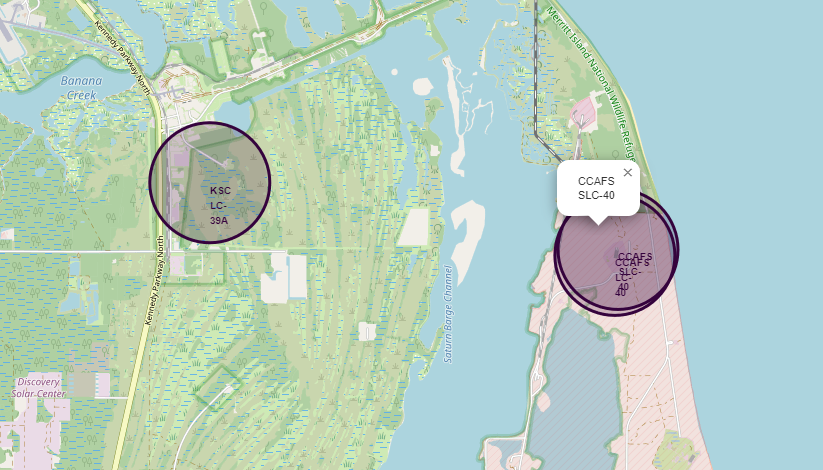 Kennedy Parkway North
Merritt Island National Wildlife Refuge
Banana
Creek
CCAFS
SLC-40
×
KSC
LC-
39A
CCAFS
SLC-
40
CCAFS
LC-
40
Kennedy Parkway North
Saturn Barge Channel
Discovery
Solar Center